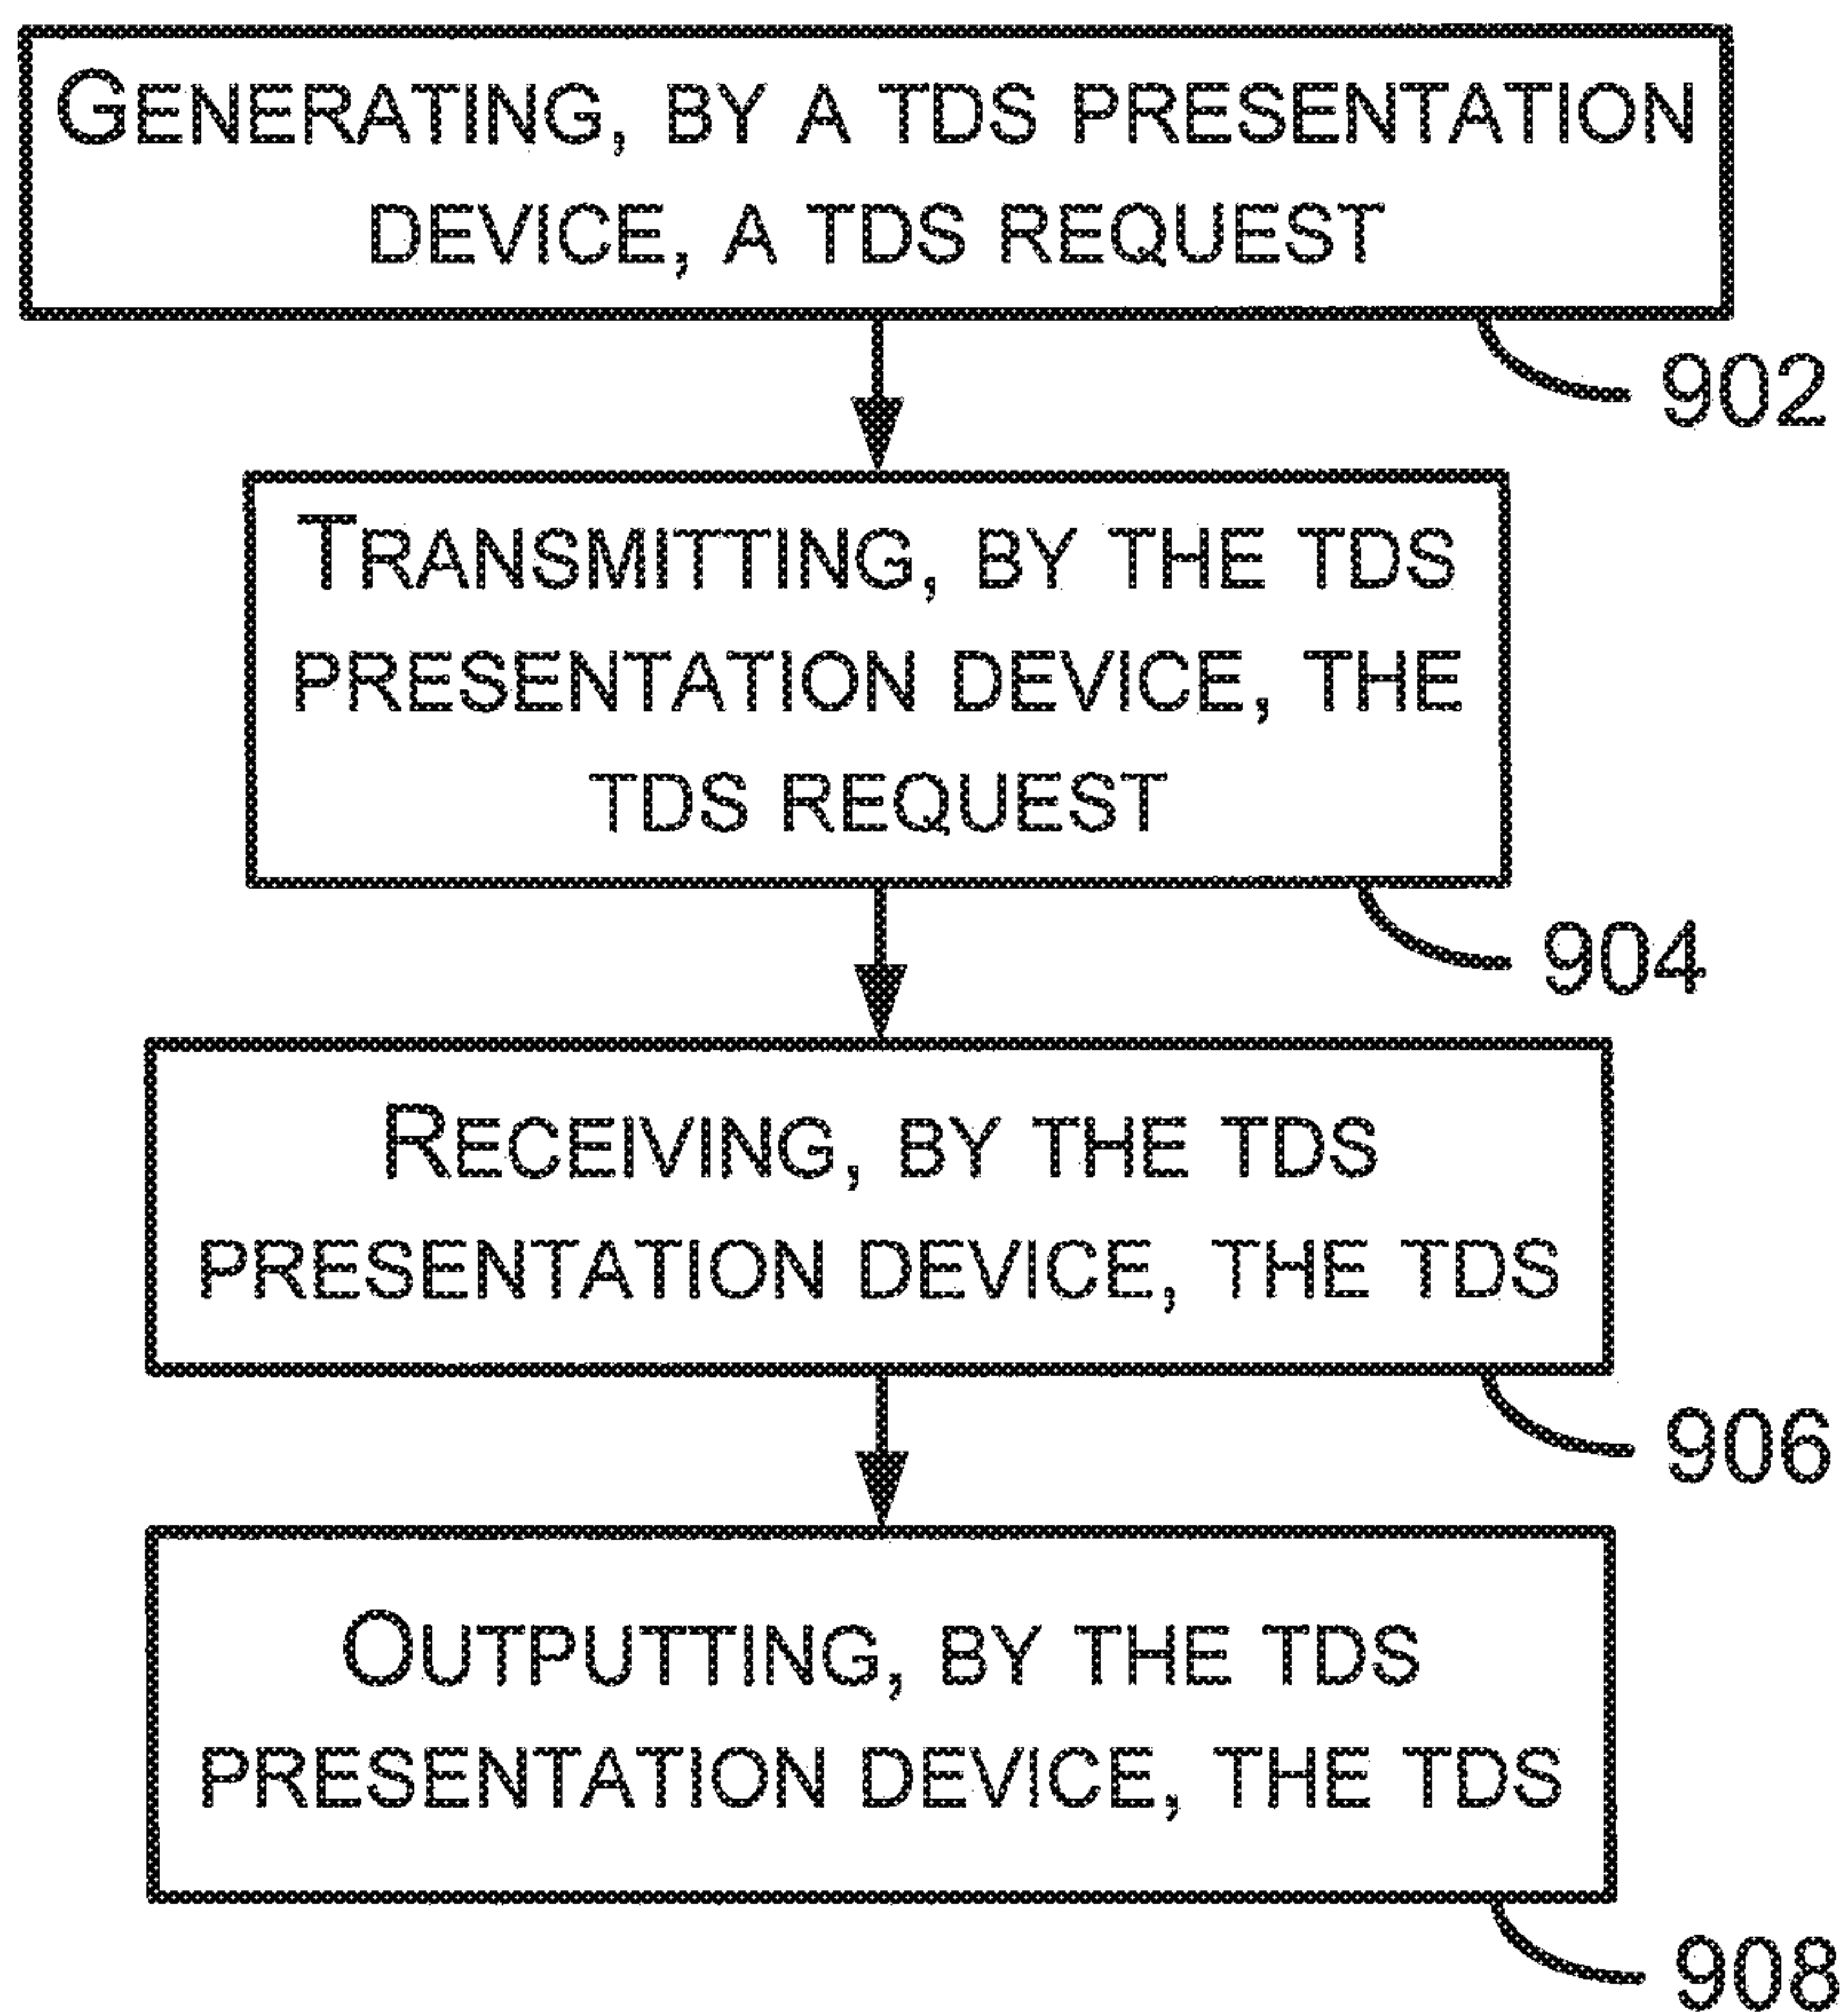 GENERATING, BY A TDS PRESENTATION
DEVICE, A TDS REQUEST
902
TRANSMITTING, BY THE TDS
PRESENTATION DEVICE, THE
TDS REQUEST
904
RECEIVING, BY THE TDS
PRESENTATION DEVICE, THE TDS
906
OUTPUTTING, BY THE TDS
PRESENTATION DEVICE, THE TDS
908